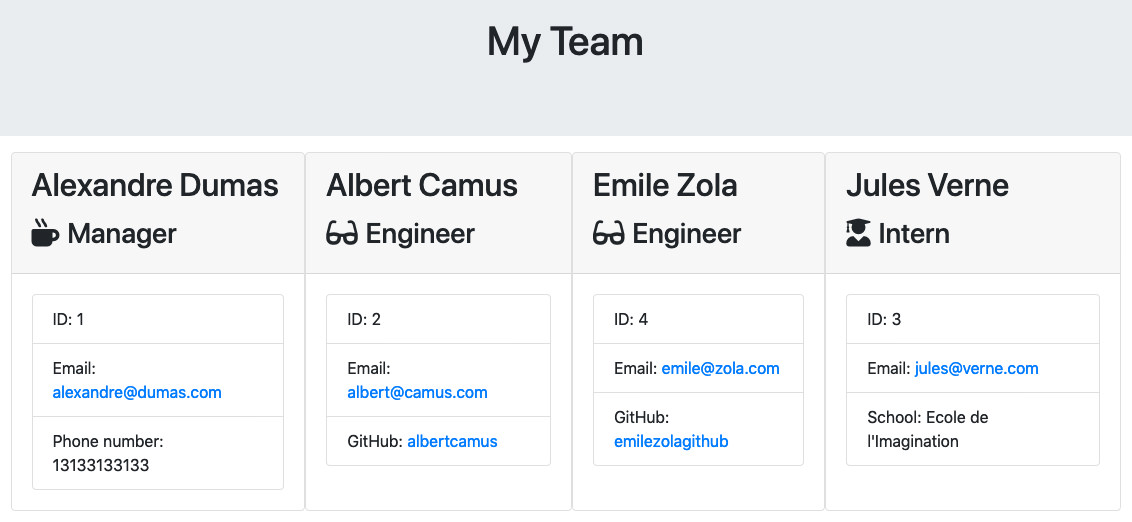 My Team
Alexandre Dumas
Manager
ID: 1
Email:
alexandre@dumas.com
Phone number:
13133133133
Albert Camus
Engineer
ID: 2
Email:
albert@camus.com
GitHub: albertcamus
Emile Zola
Engineer
ID: 4
Email: emile@zola.com
GitHub:
emilezolagithub
Jules Verne
Intern
ID: 3
Email: jules@verne.com
School: Ecole de
l'Imagination